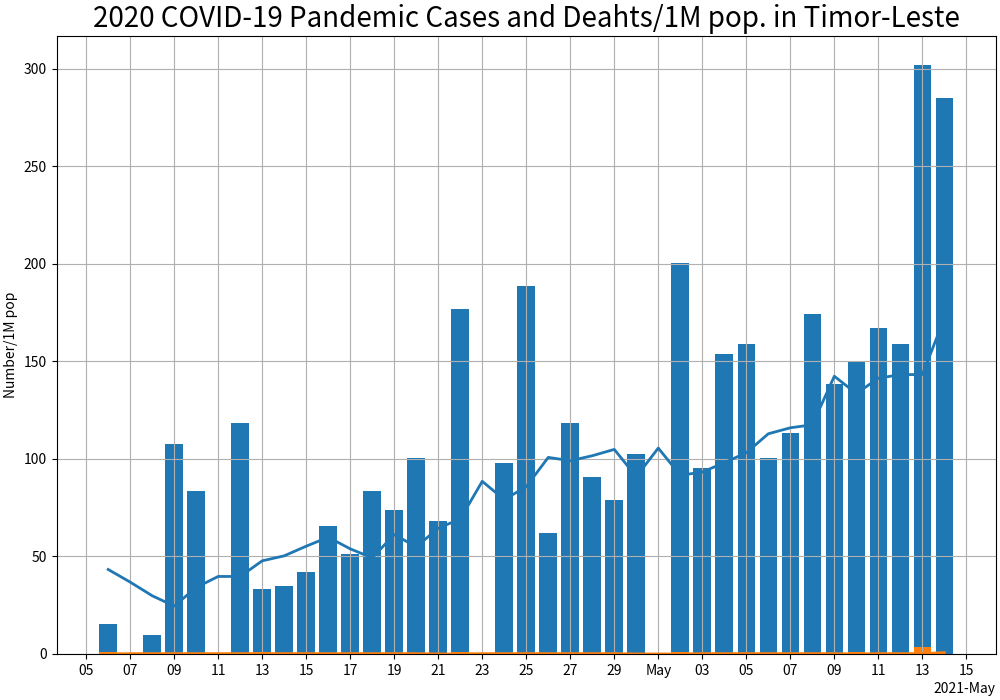 2020 COVID-19 Pandemic Cases and Deahts/1M pop. in Timor-Leste
Number/1M pop
300
250
200
150
100
50
0
05 07 09 11 13 15 17 19 21 23 25 27 29 May 03 05 07 09 11 13 15
2021-May